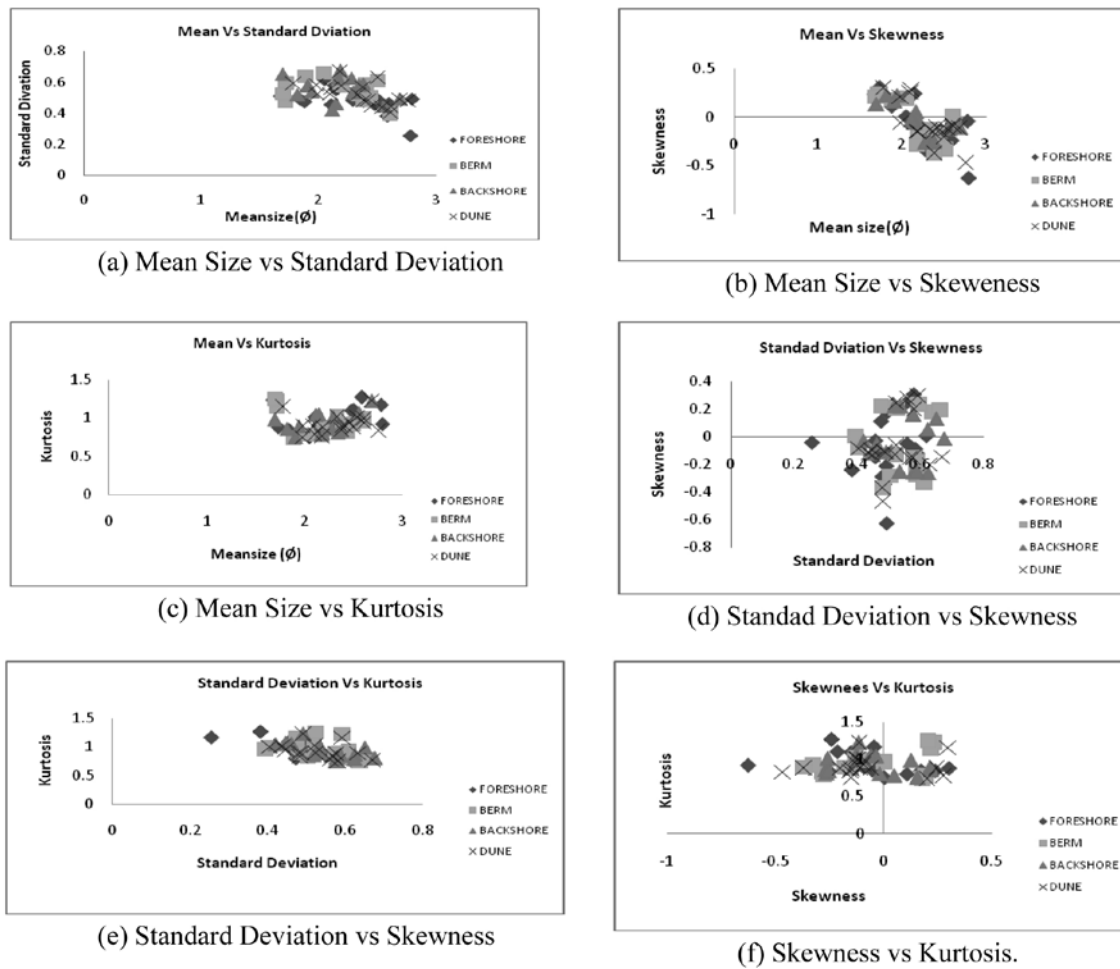 Mean Vs Standard Dviation
Standard Divation
0.8
0.6
0.4
0.2
0
0
1
2
3
Meansize(Ø)
FORESHORE
BERM
BACKSHORE
DUNE
(a) Mean Size vs Standard Deviation
Mean Vs Skewness
Skewness
0.5
0
-0.5
-1
0
1
2
3
Mean size(Ø)
FORESHORE
BERM
BACKSHORE
DUNE
(b) Mean Size vs Skeweness
Mean Vs Kurtosis
Kurtosis
1.5
1
0.5
0
0
1
2
3
Meansize (Ø)
FORESHORE
BERM
BACKSHORE
DUNE
(c) Mean Size vs Kurtosis
Standad Dviation Vs Skewness
Skewness
0.4
0.2
0
-0.2
-0.4
-0.6
-0.8
0
0.2
0.4
0.6
0.8
Standard Deviation
FORESHORE
BERM
BACKSHORE
DUNE
(d) Standad Deviation vs Skewness
Standard Deviation Vs Kurtosis
Kurtosis
1.5
1
0.5
0
0
0.2
0.4
0.6
0.8
Standard Deviation
FORESHORE
BERM
BACKSHORE
DUNE
(e) Standard Deviation vs Skewness
Skewnees Vs Kurtosis
Kurtosis
1.5
1
0.5
0
-1
-0.5
0
0.5
Skewness
FORESHORE
BERM
BACKSHORE
DUNE
(f) Skewness vs Kurtosis.